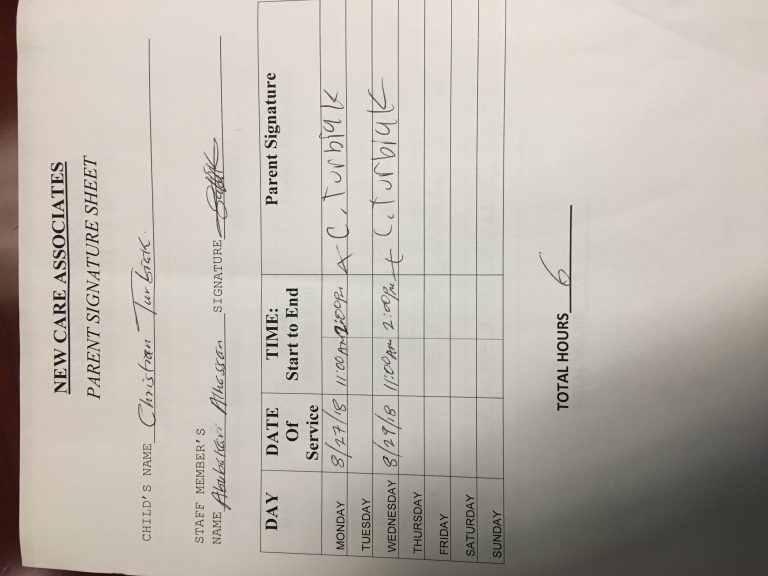 NEW CARE ASSOCIATES
PARENT SIGNATURE SHEET
CHILD'S NAME Christian Turbiak
STAFF MEMBER'S
NAME Abubakari Alhassan SIGNATURE
DAY DATE Of Service TIME: Start to End Parent Signature
MONDAY 8/27/18 11:00Am 2:00Pm x C. Turbiak
TUESDAY
WEDNESDAY 8/29/18 11:00Am 2:00Pm x C. Turbiak
THURSDAY
FRIDAY
SATURDAY
SUNDAY
TOTAL HOURS 6